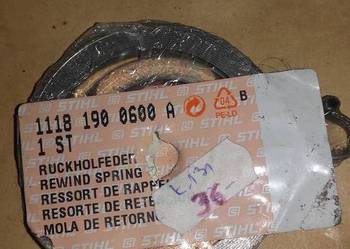 STIHL
1118 190 0600 A
04
PE-LD
B
1 ST
RÜCKHOLFEDER
REWIND SPRING
RESSORT DE RAPPE
RESORTE DE RETE
MOLA DE RETORN
36